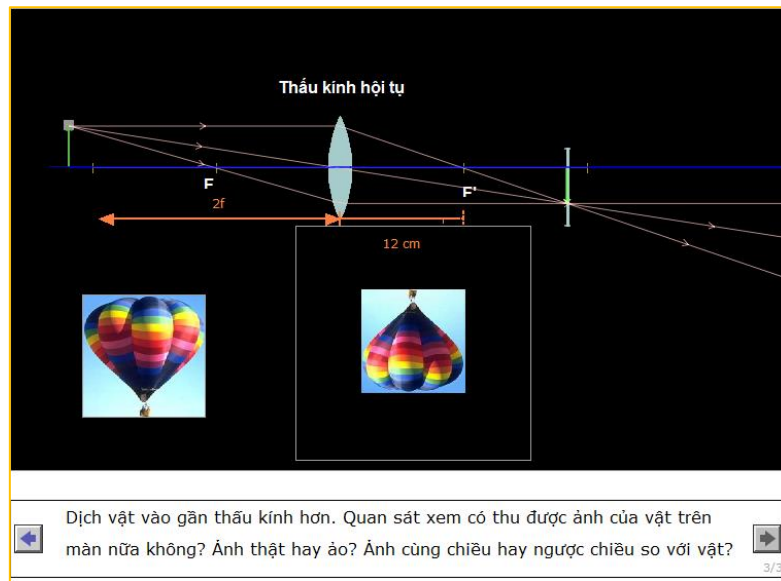 Thấu kính hội tụ
F
F'
2f
12 cm
Dịch vật vào gần thấu kính hơn. Quan sát xem có thu được ảnh của vật trên
màn nữa không? Ảnh thật hay ảo? Ảnh cùng chiều hay ngược chiều so với vật?
3/3